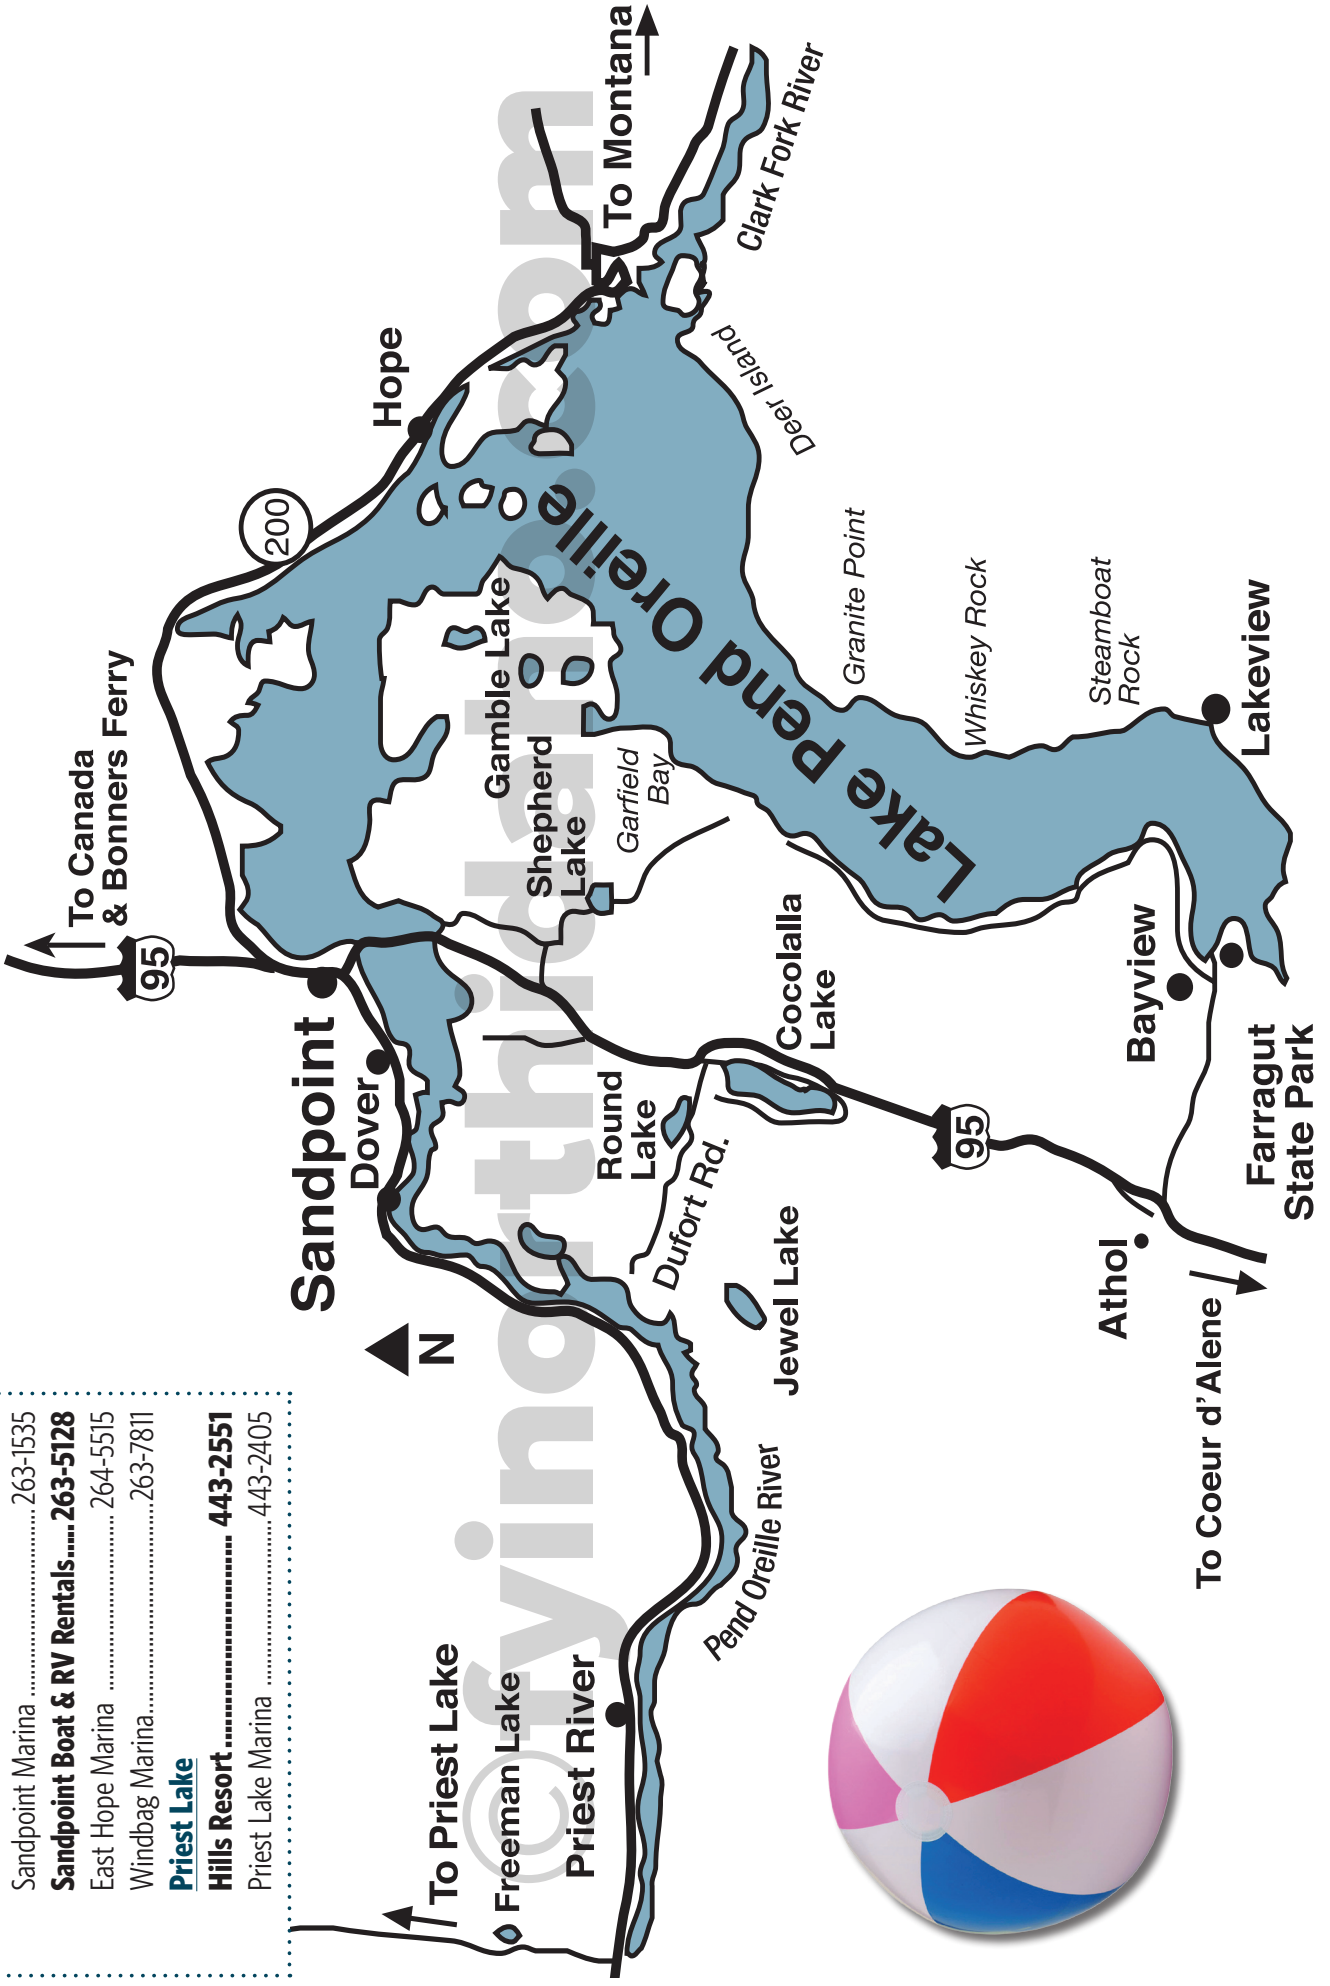 Sandpoint Marina ........................ 263-1535
Sandpoint Boat & RV Rentals...... 263-5128
East Hope Marina ........................ 264-5515
Windbag Marina........................... 263-7811
Priest Lake
Hills Resort.............................. 443-2551
Priest Lake Marina ..................... 443-2405
To Canada
& Bonners Ferry
95
200
Sandpoint
Dover
Hope
N
To Montana
Clark Fork River
Deer Island
Lake Pend Oreille
Gamble Lake
Shepherd
Lake
Garfield
Bay
Granite Point
Whiskey Rock
Steamboat
Rock
Lakeview
Cocolalla
Lake
Round
Lake
Dufort Rd.
Jewel Lake
Pend Oreille River
To Priest Lake
Freeman Lake
Priest River
95
Bayview
Farragut
State Park
Athol
To Coeur d'Alene
©fyinorthidaho.com